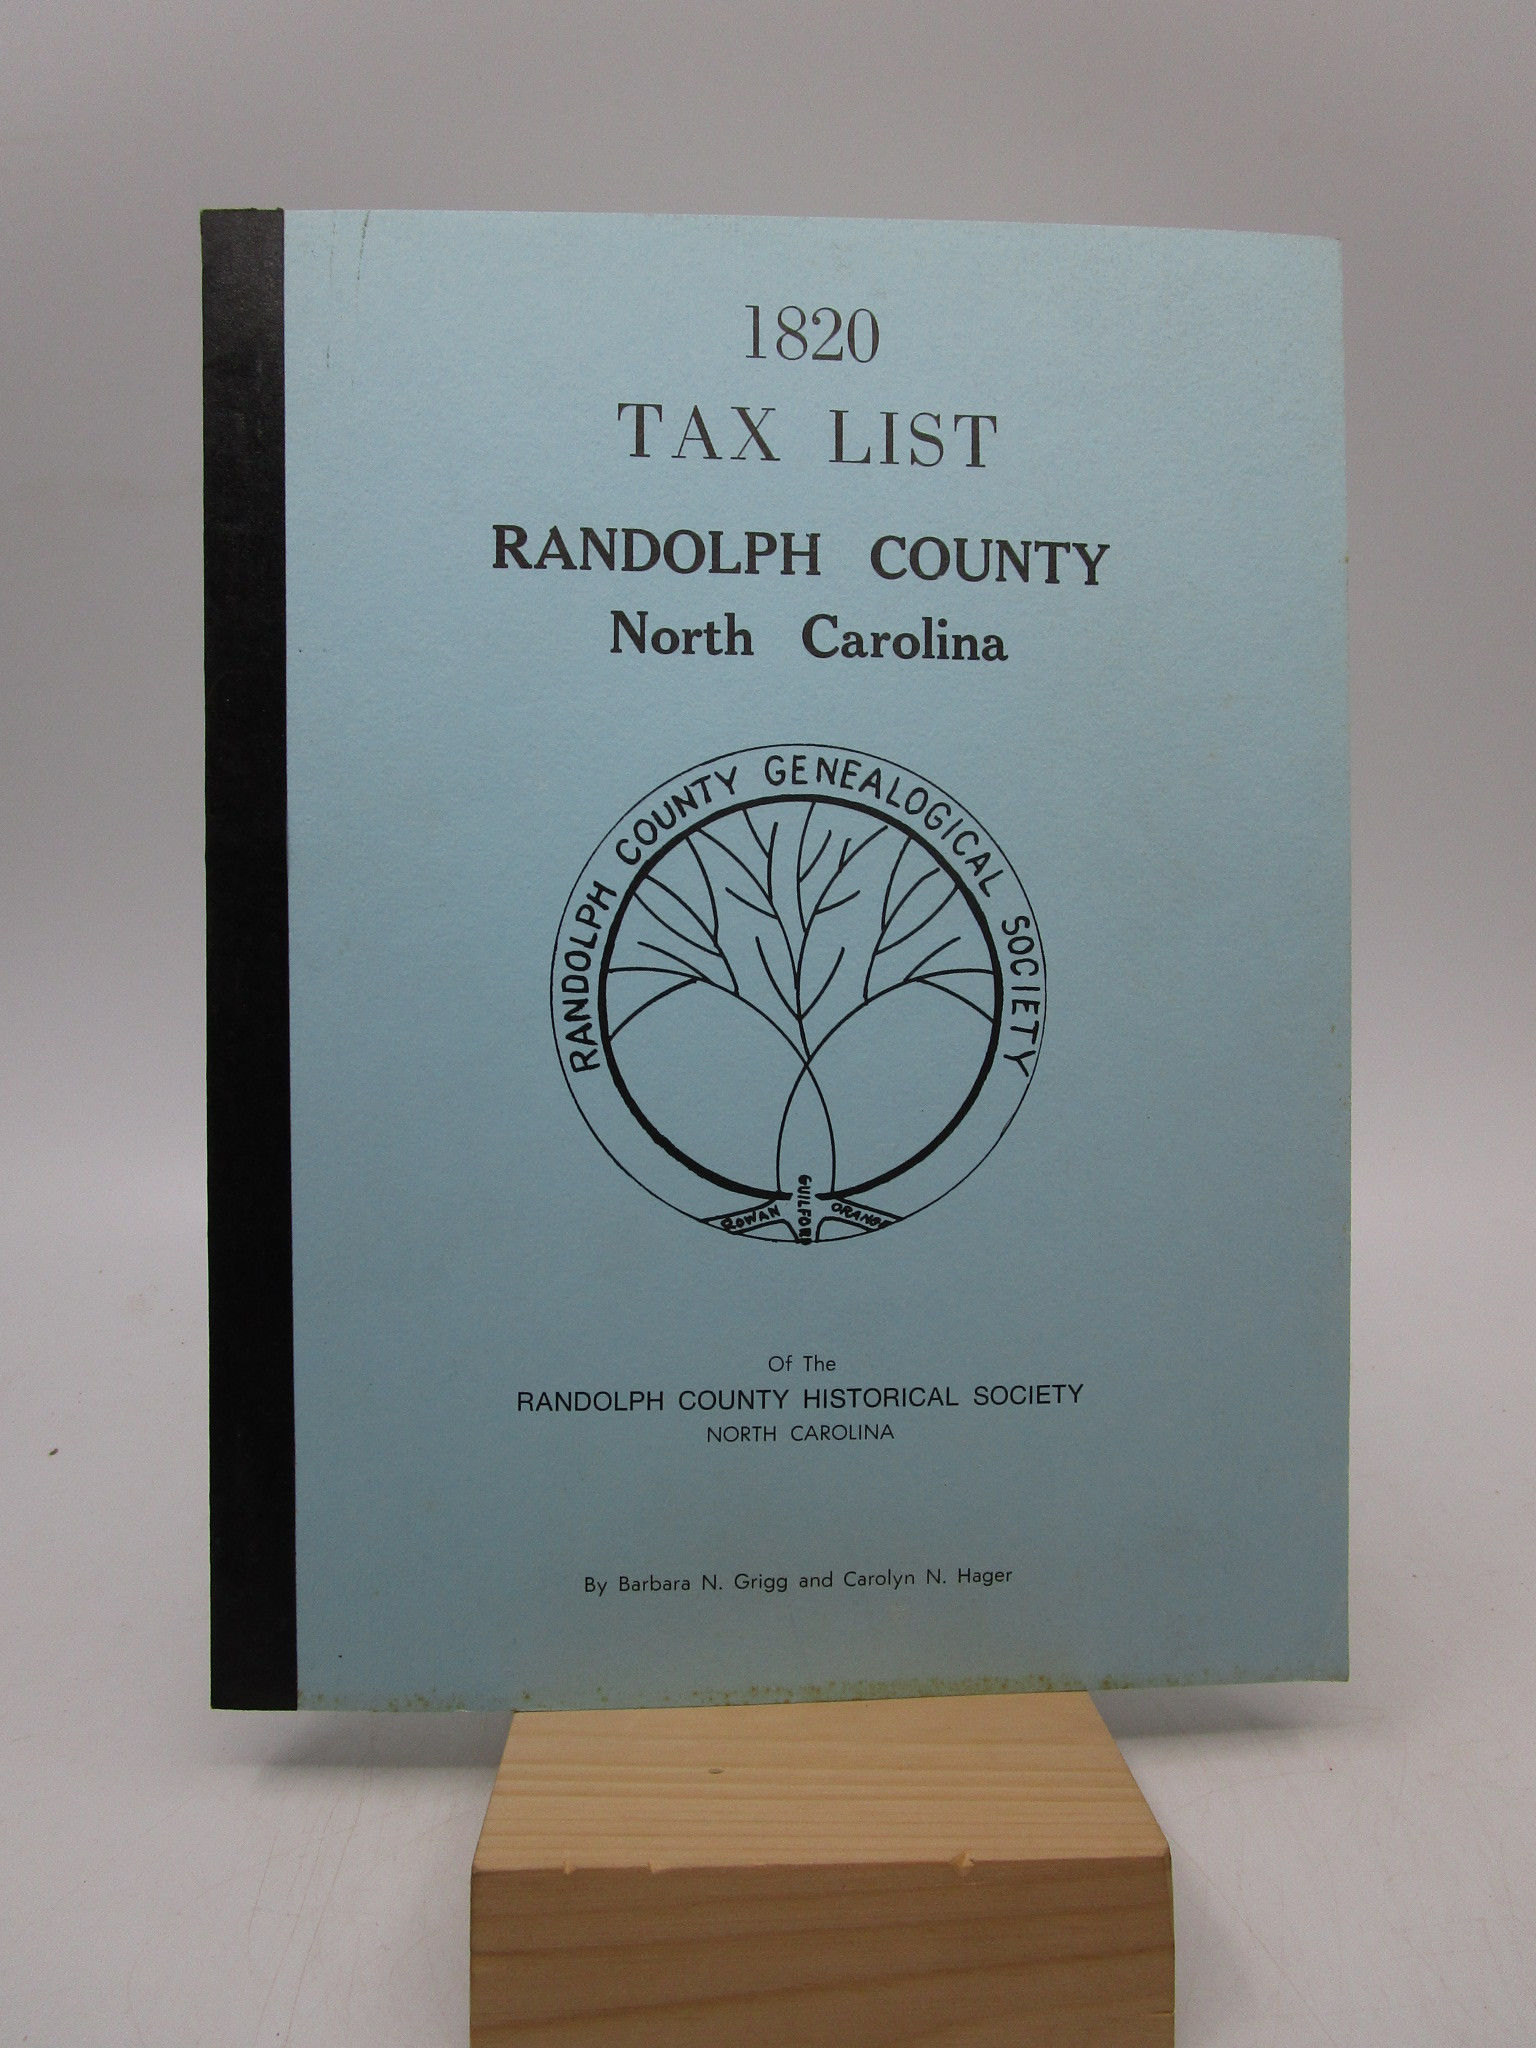 1820
TAX LIST
RANDOLPH COUNTY
North Carolina
RANDOLPH COUNTY GENEALOGICAL SOCIETY
ROWAN GUILFORD ORANGE
Of The
RANDOLPH COUNTY HISTORICAL SOCIETY
NORTH CAROLINA
By Barbara N. Grigg and Carolyn N. Hager